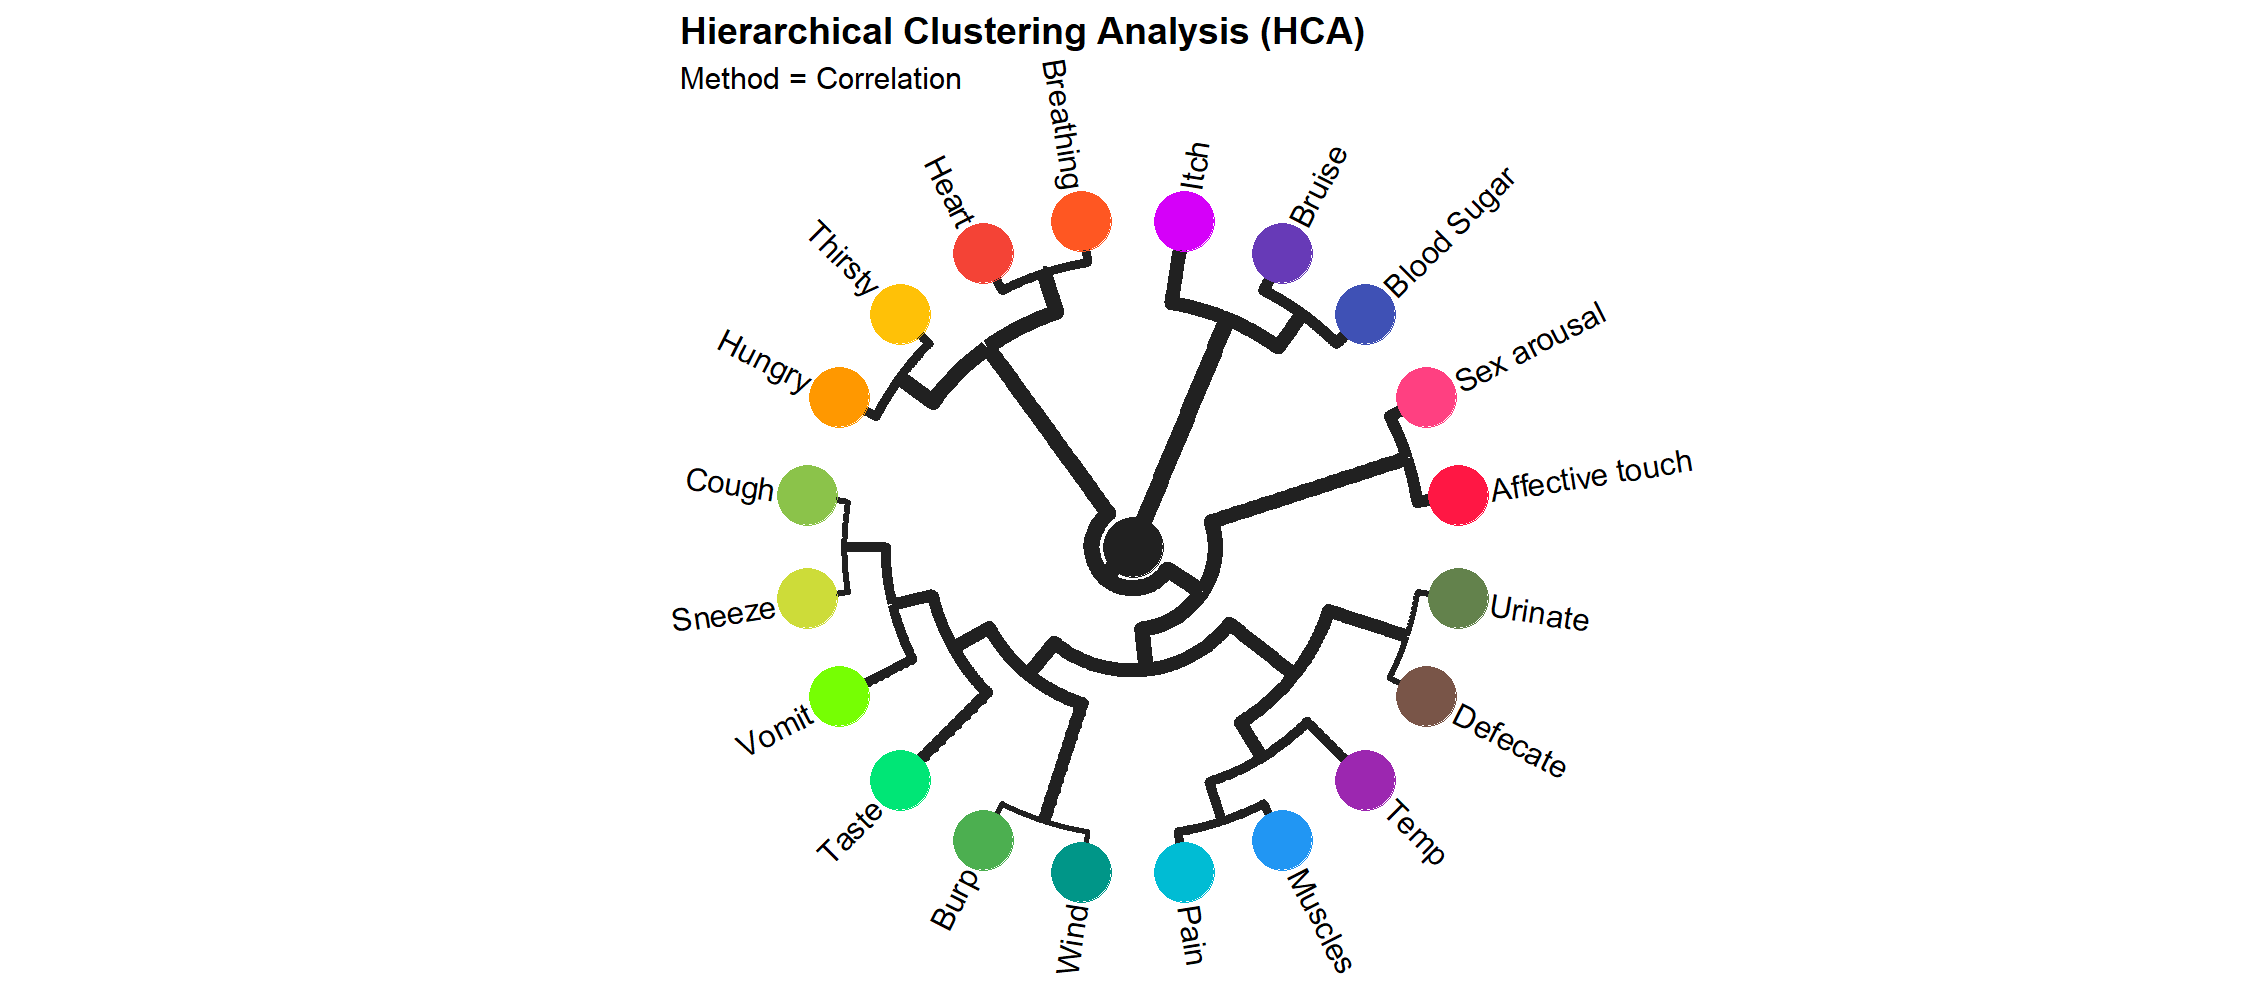 Hierarchical Clustering Analysis (HCA)
Method = Correlation
Breathing
Itch
Bruise
Blood Sugar
Sex arousal
Affective touch
Urinate
Defecate
Temp
Muscles
Pain
Wind
Burp
Taste
Vomit
Sneeze
Cough
Hungry
Thirsty
Heart